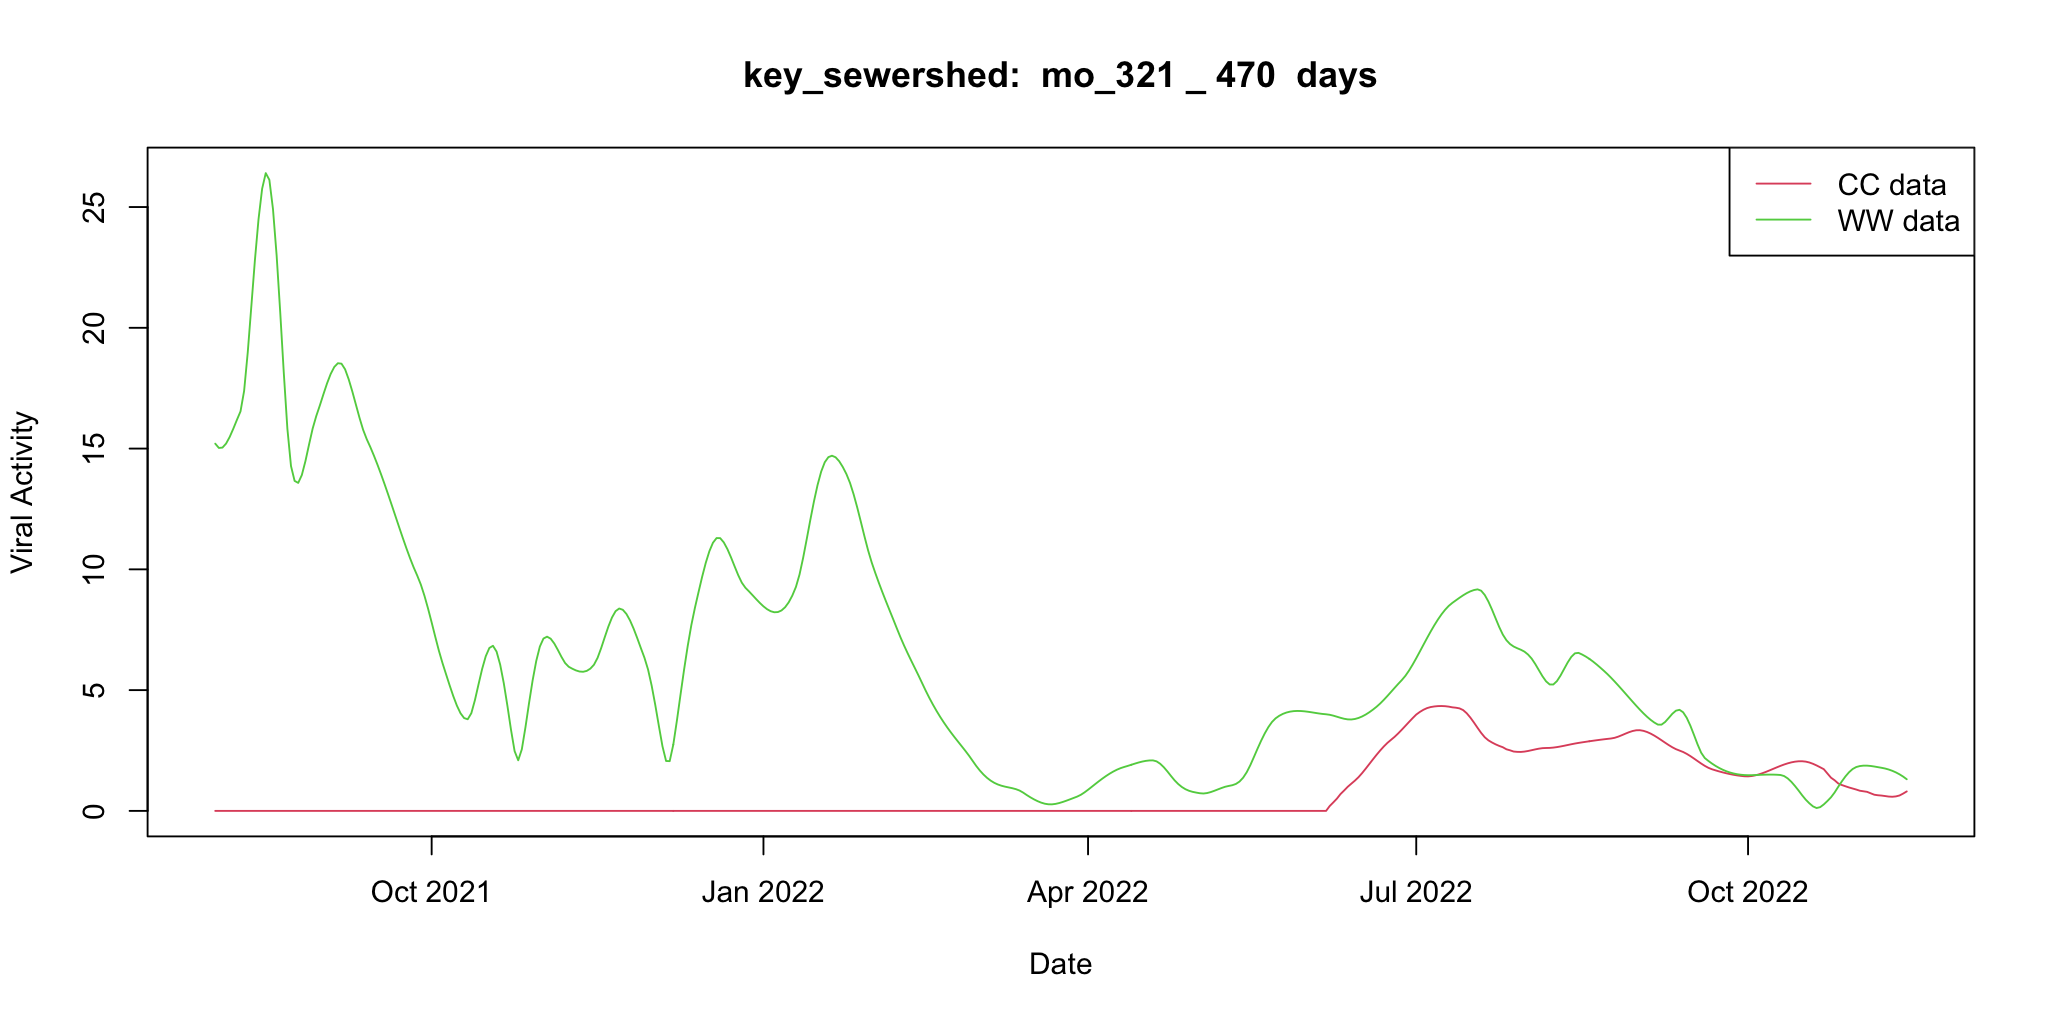 key_sewershed:  mo_321 _ 470  days
CC data
WW data
Viral Activity
25
20
15
10
5
0
Oct 2021
Jan 2022
Apr 2022
Jul 2022
Oct 2022
Date